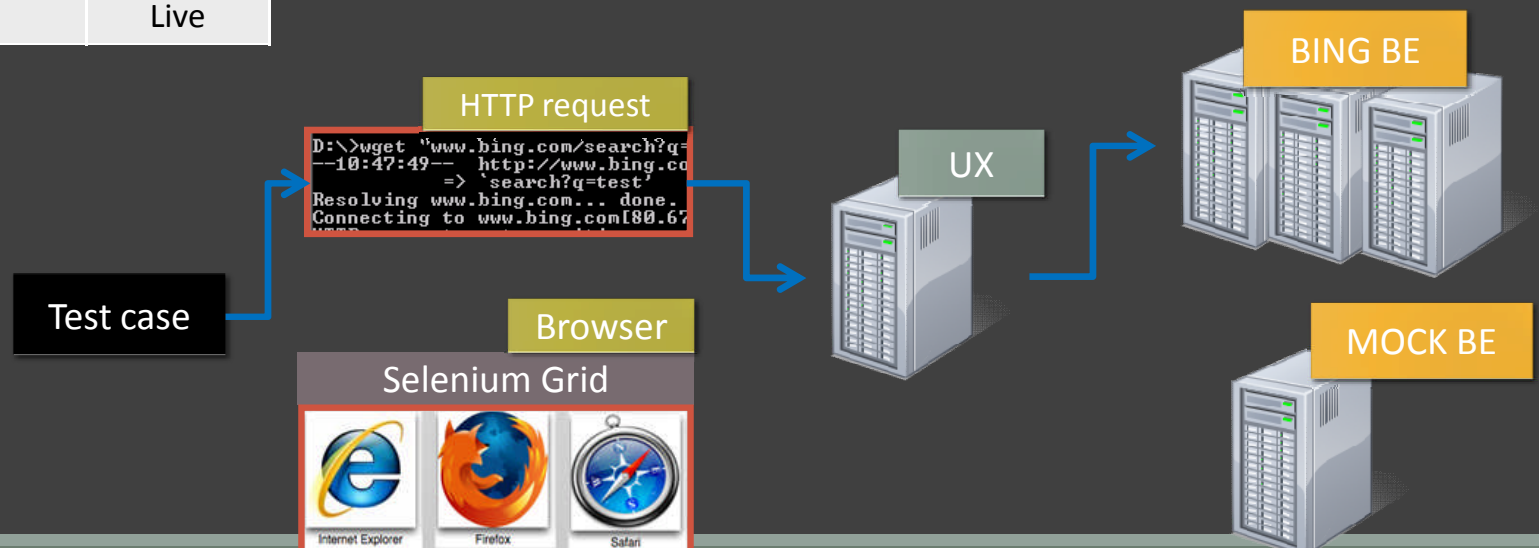 Live
BING BE
HTTP request
D:\>wget "www.bing.com/search?q=
--10:47:49-- http://www.bing.co
=> `search?q=test'
Resolving www.bing.com... done.
Connecting to www.bing.com[80.67
UX
Test case
Browser
MOCK BE
Selenium Grid
Internet Explorer
Firefox
Safari